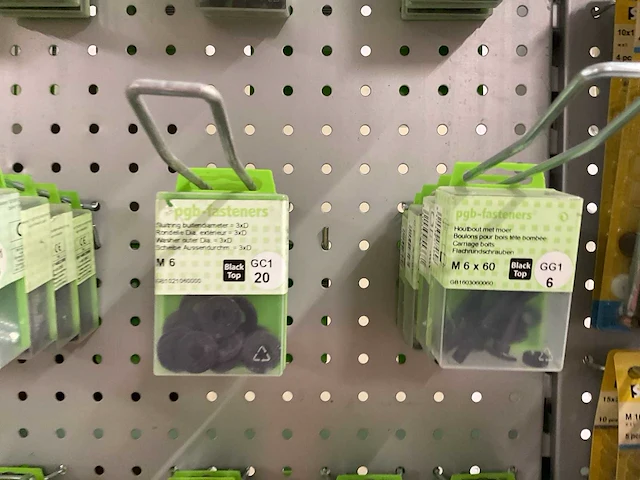 pgb-fasteners
Sluitring buitendiameter = 3xD
Rondelle Dia. extérieur = 3xD
Washer outer Dia. = 3xD
Scheibe Aussendurchm. = 3xD
M 6
Black
Top
GC1
20
pgb-fasteners
Houtbout met moer
Boulons pour bois tête bombée
Carriage bolts
Flachrundschrauben
M 6 x 60
Black
Top
GG1
6
10x1
M 10